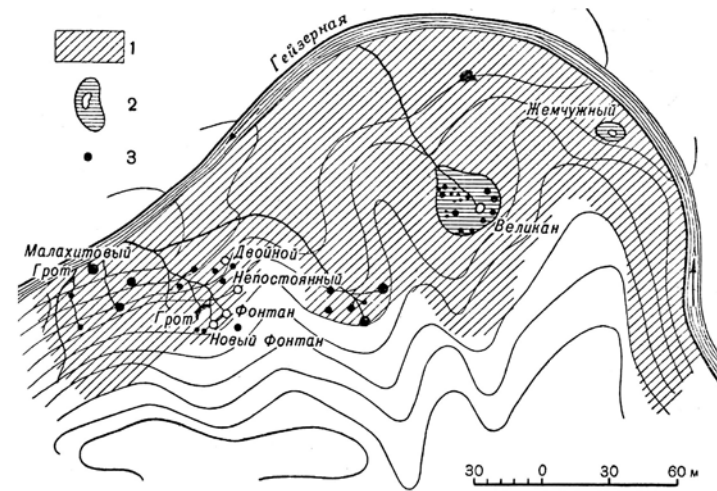 1
2
3
Гейзерная
Жемчужный
Великан
Малахитовый
Грот
Двойной
Непостоянный
Грот
Фонтан
Новый Фонтан
30 0 30 60 м